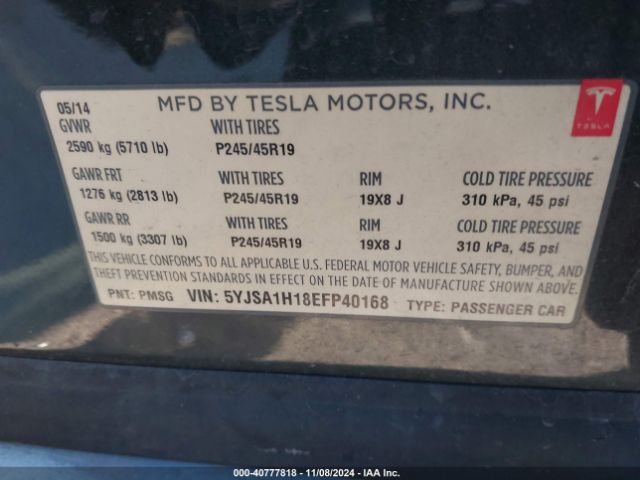 05/14 MFD BY TESLA MOTORS, INC.
TESLA
GVWR WITH TIRES
2590 kg (5710 lb) P245/45R19
GAWR FRT WITH TIRES RIM COLD TIRE PRESSURE
1276 kg (2813 lb) P245/45R19 19X8 J 310 kPa, 45 psi
GAWR RR WITH TIRES RIM COLD TIRE PRESSURE
1500 kg (3307 lb) P245/45R19 19X8 J 310 kPa, 45 psi
THIS VEHICLE CONFORMS TO ALL APPLICABLE U.S. FEDERAL MOTOR VEHICLE SAFETY, BUMPER, AND
THEFT PREVENTION STANDARDS IN EFFECT ON THE DATE OF MANUFACTURE SHOWN ABOVE.
PNT: PMSG VIN: 5YJSA1H18EFP40168 TYPE: PASSENGER CAR
00-40777818 - 11/08/2024 - IAA Inc.